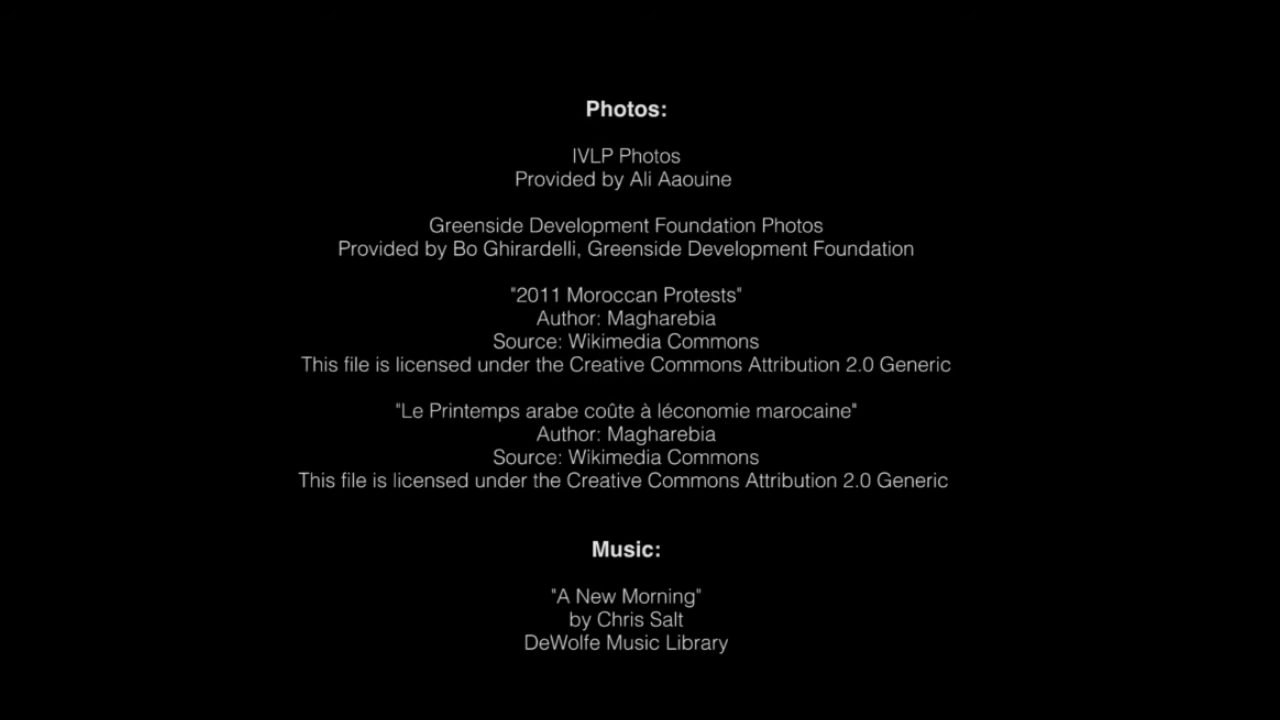 Photos:
IVLP Photos
Provided by Ali Aaouine
Greenside Development Foundation Photos
Provided by Bo Ghirardelli, Greenside Development Foundation
"2011 Moroccan Protests"
Author: Magharebia
Source: Wikimedia Commons
This file is licensed under the Creative Commons Attribution 2.0 Generic
"Le Printemps arabe coûte à léconomie marocaine"
Author: Magharebia
Source: Wikimedia Commons
This file is licensed under the Creative Commons Attribution 2.0 Generic
Music:
"A New Morning"
by Chris Salt
DeWolfe Music Library